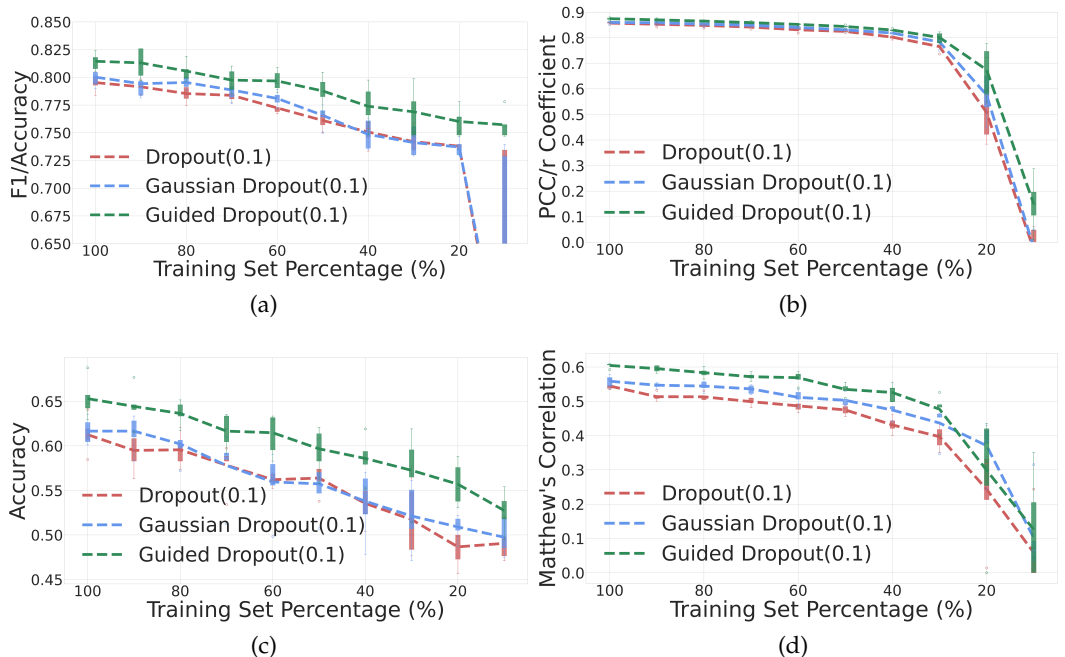 0.850
0.825
0.800
0.775
0.750
0.725
0.700
0.675
0.650
F1/Accuracy
Dropout(0.1)
Gaussian Dropout(0.1)
Guided Dropout(0.1)
100 80 60 40 20
Training Set Percentage (%)
(a)
0.9
0.8
0.7
0.6
0.5
0.4
0.3
0.2
0.1
0.0
PCC/r Coefficient
Dropout(0.1)
Gaussian Dropout(0.1)
Guided Dropout(0.1)
100 80 60 40 20
Training Set Percentage (%)
(b)
0.65
0.60
0.55
0.50
0.45
Accuracy
Dropout(0.1)
Gaussian Dropout(0.1)
Guided Dropout(0.1)
100 80 60 40 20
Training Set Percentage (%)
(c)
0.6
0.5
0.4
0.3
0.2
0.1
0.0
Matthew's Correlation
Dropout(0.1)
Gaussian Dropout(0.1)
Guided Dropout(0.1)
100 80 60 40 20
Training Set Percentage (%)
(d)